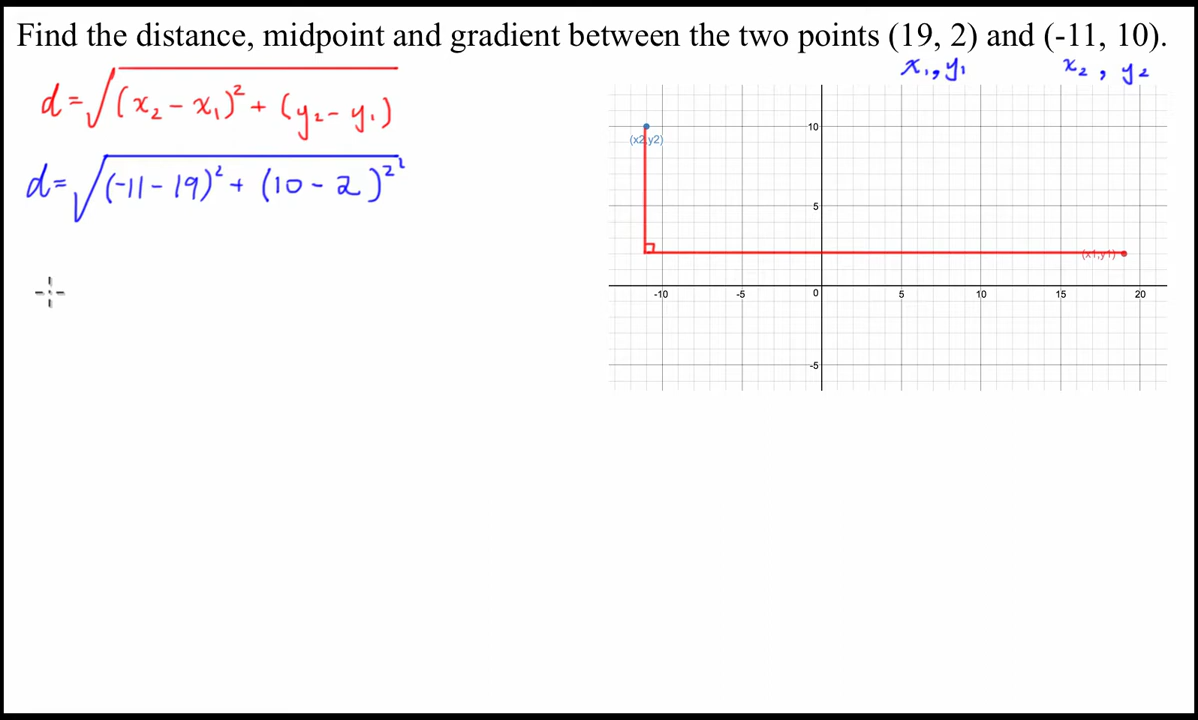 Find the distance, midpoint and gradient between the two points (19, 2) and (-11, 10).
x₁, y₁ x₂, y₂
d = √(x₂ - x₁)² + (y₂ - y₁)
d = √(-11 - 19)² + (10 - 2)²
10
(x2,y2)
5
(x1,y1)
-10 -5 0 5 10 15 20
-5